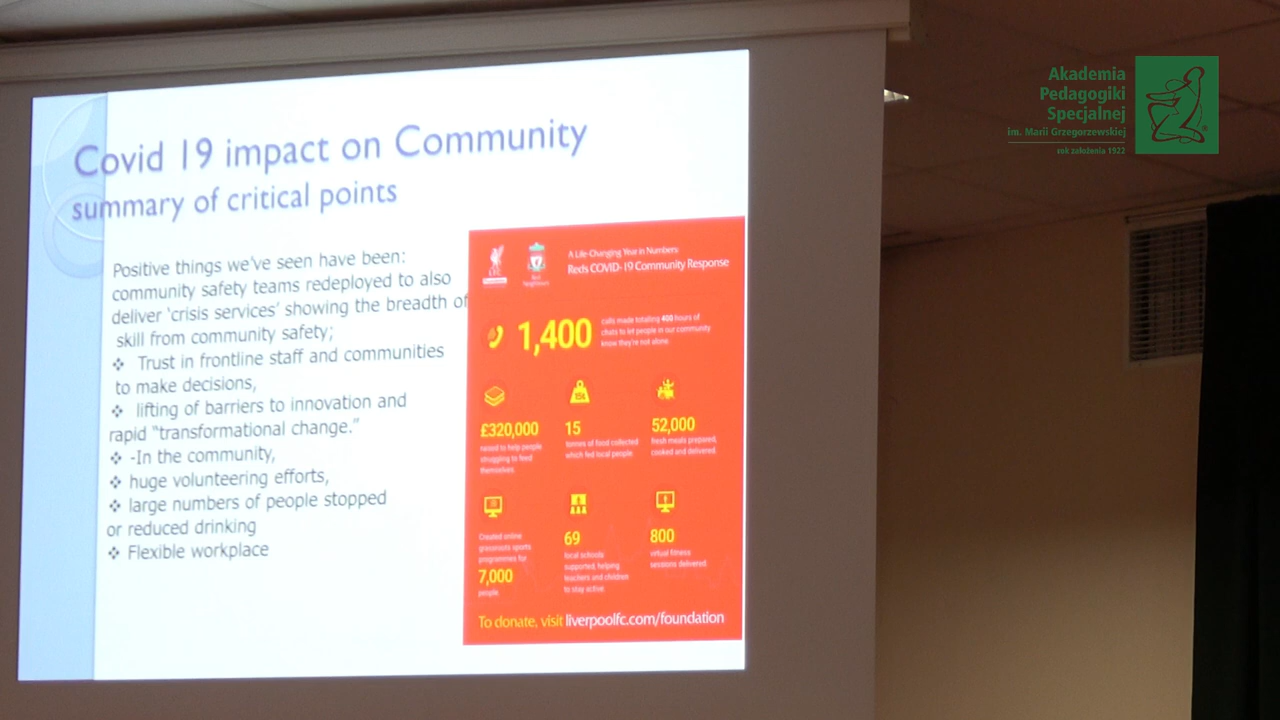 Covid 19 impact on Community
summary of critical points
Positive things we've seen have been:
community safety teams redeployed to also
deliver 'crisis services' showing the breadth of
skill from community safety;
❖ Trust in frontline staff and communities
to make decisions,
❖ lifting of barriers to innovation and
rapid "transformational change."
❖ -In the community,
❖ huge volunteering efforts,
❖ large numbers of people stopped
or reduced drinking
❖ Flexible workplace
LFC
Foundation
Red
Neighbours
A Life-Changing Year in Numbers:
Reds COVID-19 Community Response
1,400
calls made totalling 400 hours of
chats to let people in our community
know they're not alone.
£320,000
raised to help people
struggling to feed
themselves.
15t
15
tonnes of food collected
which fed local people.
52,000
fresh meals prepared,
cooked and delivered.
Created online
grassroots sports
programmes for
7,000
people.
69
local schools
supported, helping
teachers and children
to stay active.
800
virtual fitness
sessions delivered.
To donate, visit liverpoolfc.com/foundation
Akademia
Pedagogiki
Specjalnej
im. Marii Grzegorzewskiej
rok założenia 1922